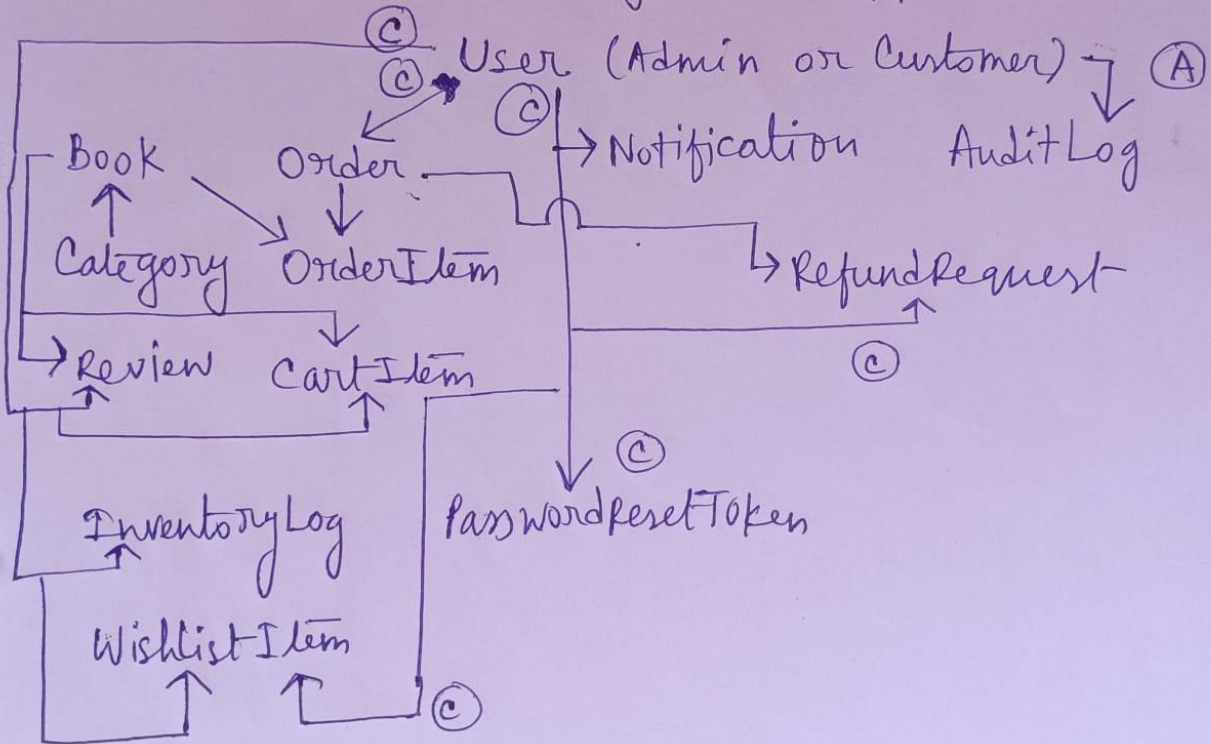 C
User (Admin or Customer) A
C
C
Book Order Notification AuditLog
Category OrderItem RefundRequest
Review CartItem C
C
InventoryLog PasswordResetToken
WishlistItem
C